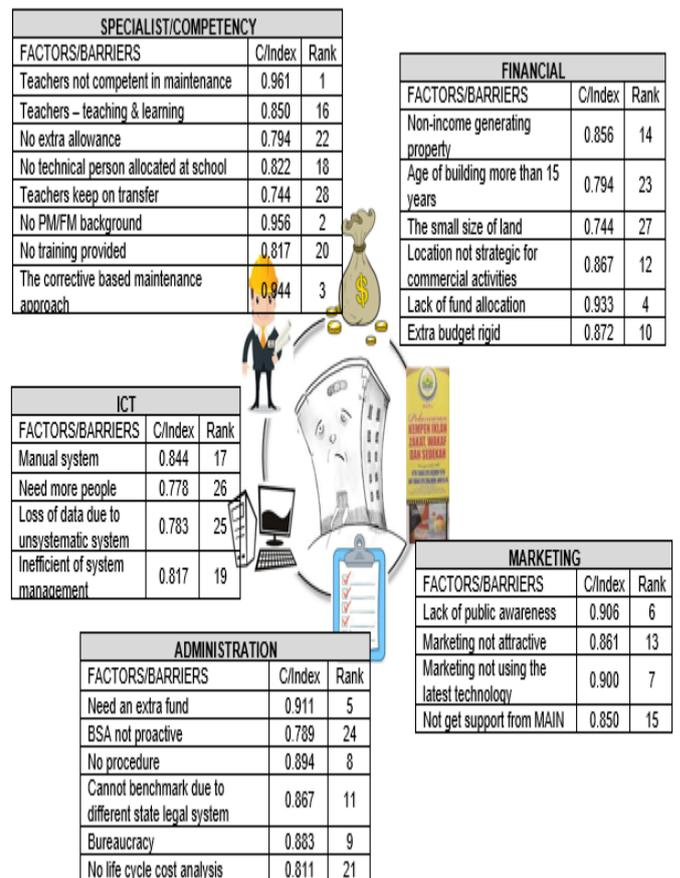 SPECIALIST/COMPETENCY
FACTORS/BARRIERS C/Index Rank
Teachers not competent in maintenance 0.961 1
Teachers – teaching & learning 0.850 16
No extra allowance 0.794 22
No technical person allocated at school 0.822 18
Teachers keep on transfer 0.744 28
No PM/FM background 0.956 2
No training provided 0.817 20
The corrective based maintenance
approach 0.944 3
FINANCIAL
FACTORS/BARRIERS C/Index Rank
Non-income generating
property 0.856 14
Age of building more than 15
years 0.794 23
The small size of land 0.744 27
Location not strategic for
commercial activities 0.867 12
Lack of fund allocation 0.933 4
Extra budget rigid 0.872 10
$
ICT
FACTORS/BARRIERS C/Index Rank
Manual system 0.844 17
Need more people 0.778 26
Loss of data due to
unsystematic system 0.783 25
Inefficient of system
management 0.817 19
KEMPEN IKLAN
ZAKAT, WAKAF
DAN SEDEKAH
MARKETING
FACTORS/BARRIERS C/Index Rank
Lack of public awareness 0.906 6
Marketing not attractive 0.861 13
Marketing not using the
latest technology 0.900 7
Not get support from MAIN 0.850 15
ADMINISTRATION
FACTORS/BARRIERS C/Index Rank
Need an extra fund 0.911 5
BSA not proactive 0.789 24
No procedure 0.894 8
Cannot benchmark due to
different state legal system 0.867 11
Bureaucracy 0.883 9
No life cycle cost analysis 0.811 21